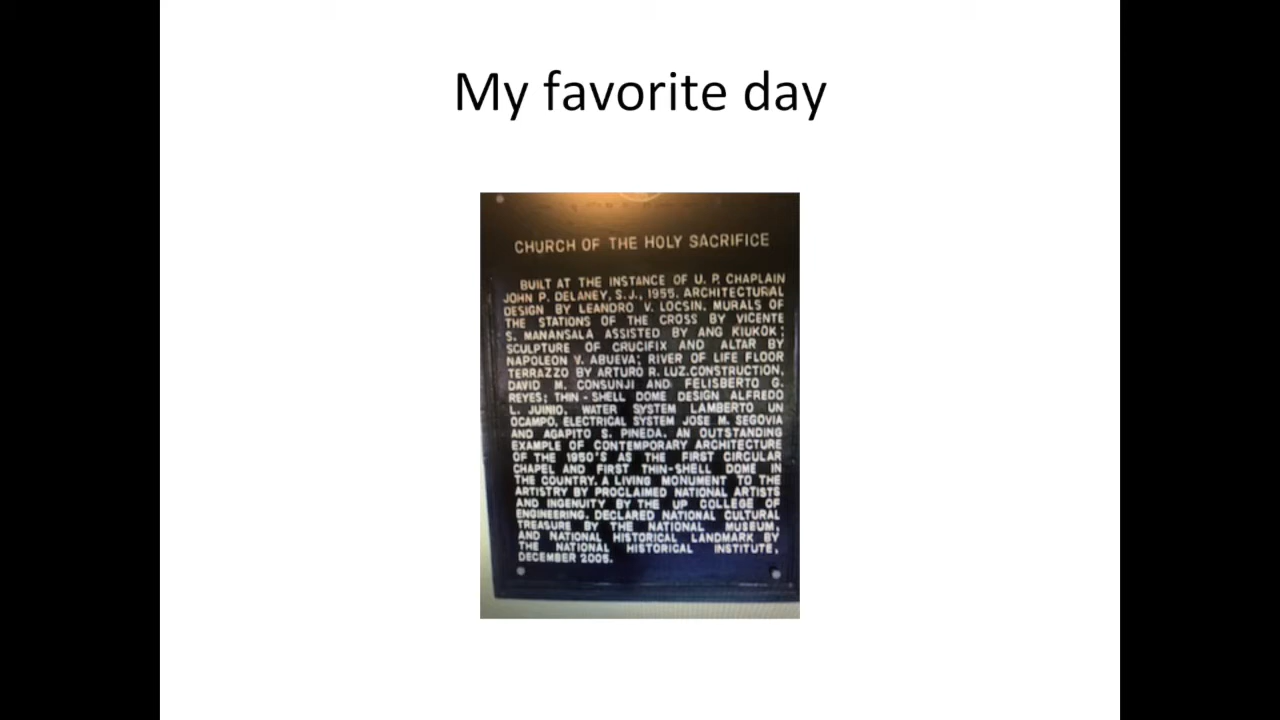 My favorite day
CHURCH OF THE HOLY SACRIFICE
BUILT AT THE INSTANCE OF U. P. CHAPLAIN
JOHN P. DELANEY, S.J., 1955. ARCHITECTURAL
DESIGN BY LEANDRO V. LOCSIN, MURALS OF
THE STATIONS OF THE CROSS BY VICENTE
S. MANANSALA ASSISTED BY ANG KIUKOK;
SCULPTURE OF CRUCIFIX AND ALTAR BY
NAPOLEON V. ABUEVA; RIVER OF LIFE FLOOR
TERRAZZO BY ARTURO R. LUZ.CONSTRUCTION,
DAVID M. CONSUNJI AND FELISBERTO G.
REYES; THIN-SHELL DOME DESIGN ALFREDO
L. JUINIO, WATER SYSTEM LAMBERTO UN
OCAMPO, ELECTRICAL SYSTEM JOSE M. SEGOVIA
AND AGAPITO S. PINEDA. AN OUTSTANDING
EXAMPLE OF CONTEMPORARY ARCHITECTURE
OF THE 1950'S AS THE FIRST CIRCULAR
CHAPEL AND FIRST THIN-SHELL DOME IN
THE COUNTRY. A LIVING MONUMENT TO THE
ARTISTRY BY PROCLAIMED NATIONAL ARTISTS
AND INGENUITY BY THE UP COLLEGE OF
ENGINEERING. DECLARED NATIONAL CULTURAL
TREASURE BY THE NATIONAL MUSEUM,
AND NATIONAL HISTORICAL LANDMARK BY
THE NATIONAL HISTORICAL INSTITUTE,
DECEMBER 2005.